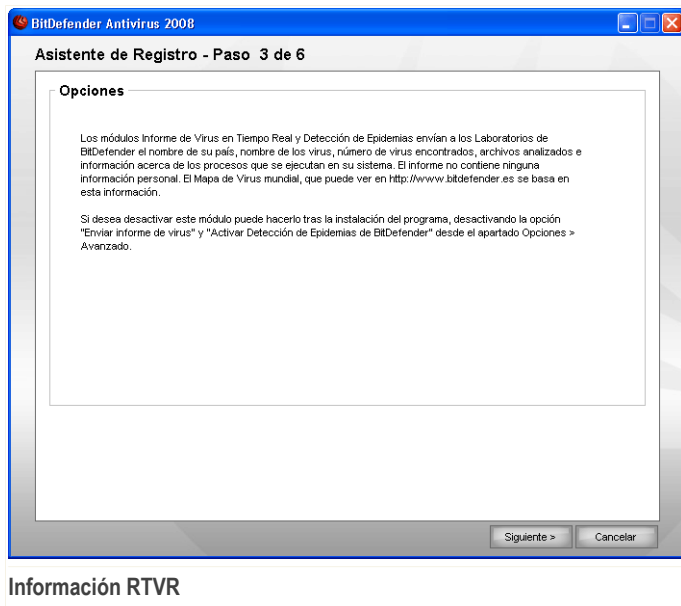 BitDefender Antivirus 2008
Asistente de Registro - Paso 3 de 6
Opciones
Los módulos Informe de Virus en Tiempo Real y Detección de Epidemias envían a los Laboratorios de
BitDefender el nombre de su país, nombre de los virus, número de virus encontrados, archivos analizados e
información acerca de los procesos que se ejecutan en su sistema. El informe no contiene ninguna
información personal. El Mapa de Virus mundial, que puede ver en http://www.bitdefender.es se basa en
esta información.
Si desea desactivar este módulo puede hacerlo tras la instalación del programa, desactivando la opción
"Enviar informe de virus" y "Activar Detección de Epidemias de BitDefender" desde el apartado Opciones >
Avanzado.
Siguiente >
Cancelar
Información RTVR